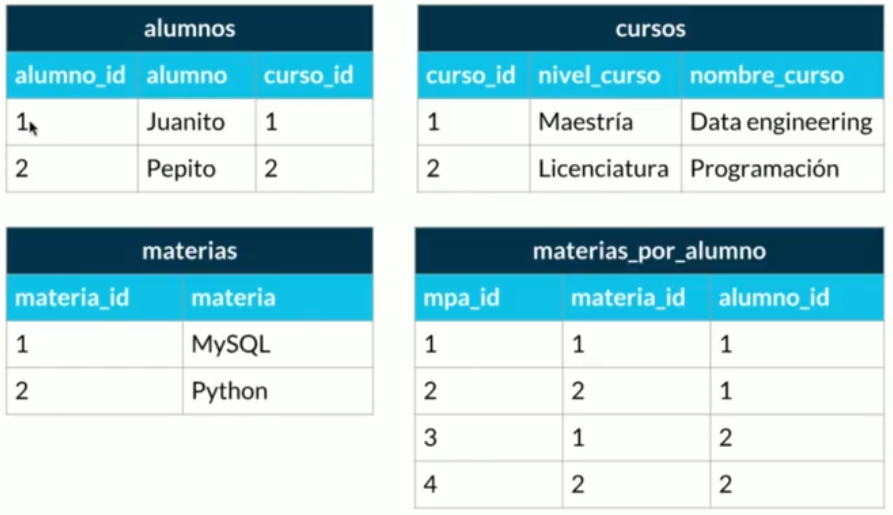 alumnos
alumno_id alumno curso_id
1 Juanito 1
2 Pepito 2
cursos
curso_id nivel_curso nombre_curso
1 Maestría Data engineering
2 Licenciatura Programación
materias
materia_id materia
1 MySQL
2 Python
materias_por_alumno
mpa_id materia_id alumno_id
1 1 1
2 2 1
3 1 2
4 2 2